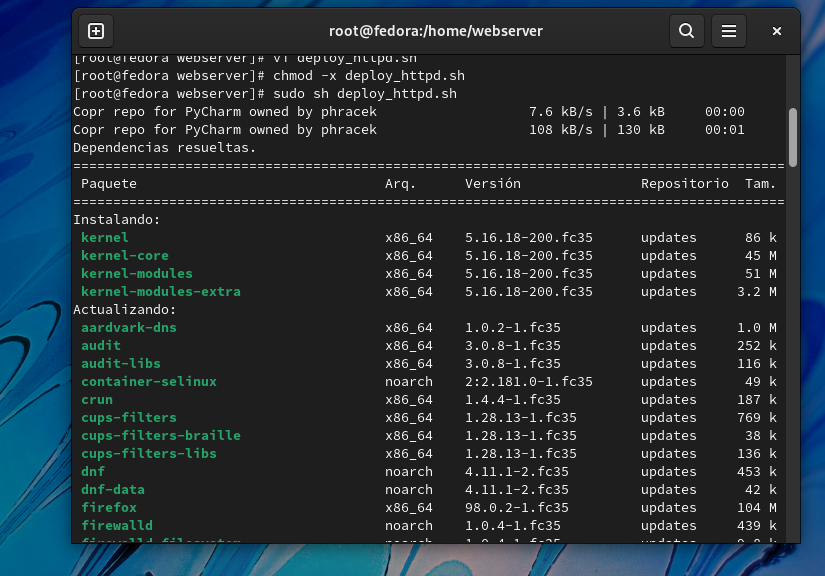 root@fedora:/home/webserver
[root@fedora webserver]# vi deploy_httpd.sh
[root@fedora webserver]# chmod -x deploy_httpd.sh
[root@fedora webserver]# sudo sh deploy_httpd.sh
Copr repo for PyCharm owned by phracek 7.6 kB/s | 3.6 kB 00:00
Copr repo for PyCharm owned by phracek 108 kB/s | 130 kB 00:01
Dependencias resueltas.
=========================================================================================
Paquete Arq. Versión Repositorio Tam.
=========================================================================================
Instalando:
kernel x86_64 5.16.18-200.fc35 updates 86 k
kernel-core x86_64 5.16.18-200.fc35 updates 45 M
kernel-modules x86_64 5.16.18-200.fc35 updates 51 M
kernel-modules-extra x86_64 5.16.18-200.fc35 updates 3.2 M
Actualizando:
aardvark-dns x86_64 1.0.2-1.fc35 updates 1.0 M
audit x86_64 3.0.8-1.fc35 updates 252 k
audit-libs x86_64 3.0.8-1.fc35 updates 116 k
container-selinux noarch 2:2.181.0-1.fc35 updates 49 k
crun x86_64 1.4.4-1.fc35 updates 187 k
cups-filters x86_64 1.28.13-1.fc35 updates 769 k
cups-filters-braille x86_64 1.28.13-1.fc35 updates 38 k
cups-filters-libs x86_64 1.28.13-1.fc35 updates 136 k
dnf noarch 4.11.1-2.fc35 updates 453 k
dnf-data noarch 4.11.1-2.fc35 updates 42 k
firefox x86_64 98.0.2-1.fc35 updates 104 M
firewalld noarch 1.0.4-1.fc35 updates 439 k
firewalld-filesystem noarch 1.0.4-1.fc35 updates